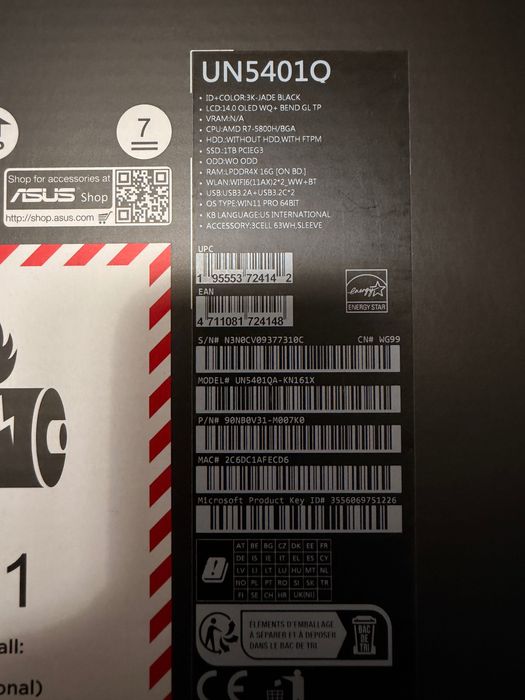 UN5401Q
• ID+COLOR:3K-JADE BLACK
• LCD:14.0 OLED WQ+ BEND GL TP
• VRAM:N/A
• CPU:AMD R7-5800H/BGA
• HDD.:WITHOUT HDD,WITH FTPM
• SSD.:1TB PCIEG3
• ODD:WO ODD
• RAM:LPDDR4X 16G [ON BD.]
• WLAN:WIFI6(11AX)2*2_WW+BT
• USB:USB3.2A+USB3.2C*2
• OS TYPE:WIN11 PRO 64BIT
• KB LANGUAGE:US INTERNATIONAL
• ACCESSORY:3CELL 63WH,SLEEVE
7
Shop for accessories at
ASUS Shop
http://shop.asus.com
UPC
1 95553 72414 2
EAN
4 711081 724148
energy
ENERGY STAR
S/N# N3N0CV09377310C CN# WG99
MODEL# UN5401QA-KN161X
P/N# 90NB0V31-M007K0
MAC# 2C6DC1AFECD6
Microsoft Product Key ID# 3556069751226
AT BE BG CZ DK EE FR
DE IS IE IT EL ES CY
LV LI LT LU HU MT NL
NO PL PT RO SI SK TR
FI SE CH HR UK(NI)
ÉLÉMENTS D'EMBALLAGE
À SÉPARER ET À DÉPOSER
DANS LE BAC DE TRI
BAC
DE
TRI
CE
1
all:
onal)